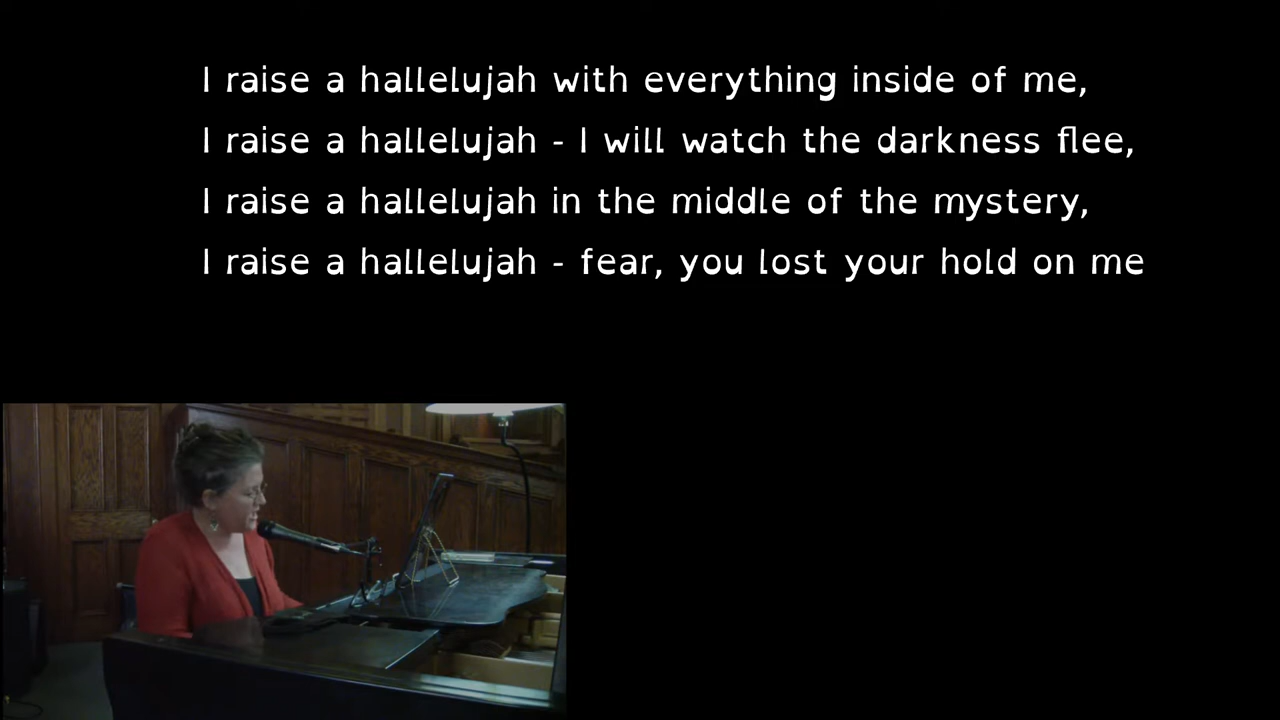 I raise a hallelujah with everything inside of me,
I raise a hallelujah - I will watch the darkness flee,
I raise a hallelujah in the middle of the mystery,
I raise a hallelujah - fear, you lost your hold on me